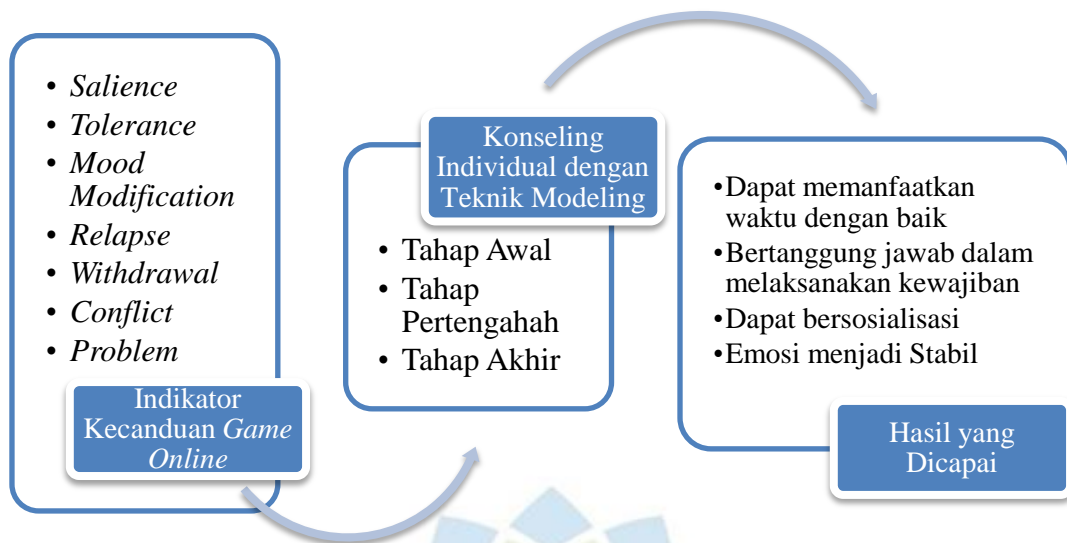 • Salience
• Tolerance
• Mood
Modification
• Relapse
• Withdrawal
• Conflict
• Problem
Indikator
Kecanduan Game
Online
Konseling
Individual dengan
Teknik Modeling
• Tahap Awal
• Tahap
Pertengahah
• Tahap Akhir
•Dapat memanfaatkan
waktu dengan baik
•Bertanggung jawab dalam
melaksanakan kewajiban
•Dapat bersosialisasi
•Emosi menjadi Stabil
Hasil yang
Dicapai